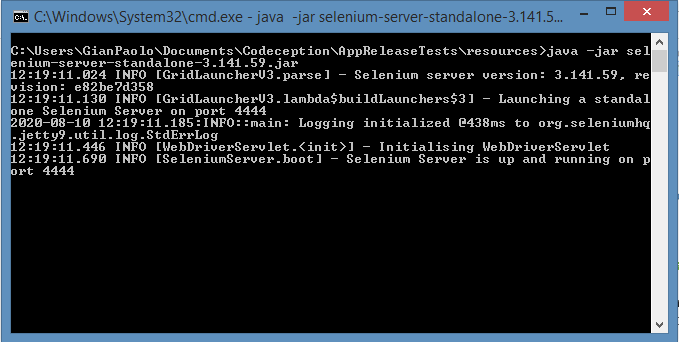 C:\Windows\System32\cmd.exe - java  -jar selenium-server-standalone-3.141.5...
C:\Users\GianPaolo\Documents\Codeception\AppReleaseTests\resources>java -jar sel
enium-server-standalone-3.141.59.jar
12:19:11.024 INFO [GridLauncherV3.parse] - Selenium server version: 3.141.59, re
vision: e82be7d358
12:19:11.130 INFO [GridLauncherV3.lambda$buildLaunchers$3] - Launching a standal
one Selenium Server on port 4444
2020-08-10 12:19:11.185:INFO::main: Logging initialized @438ms to org.seleniumhq
.jetty9.util.log.StdErrLog
12:19:11.446 INFO [WebDriverServlet.<init>] - Initialising WebDriverServlet
12:19:11.690 INFO [SeleniumServer.boot] - Selenium Server is up and running on p
ort 4444